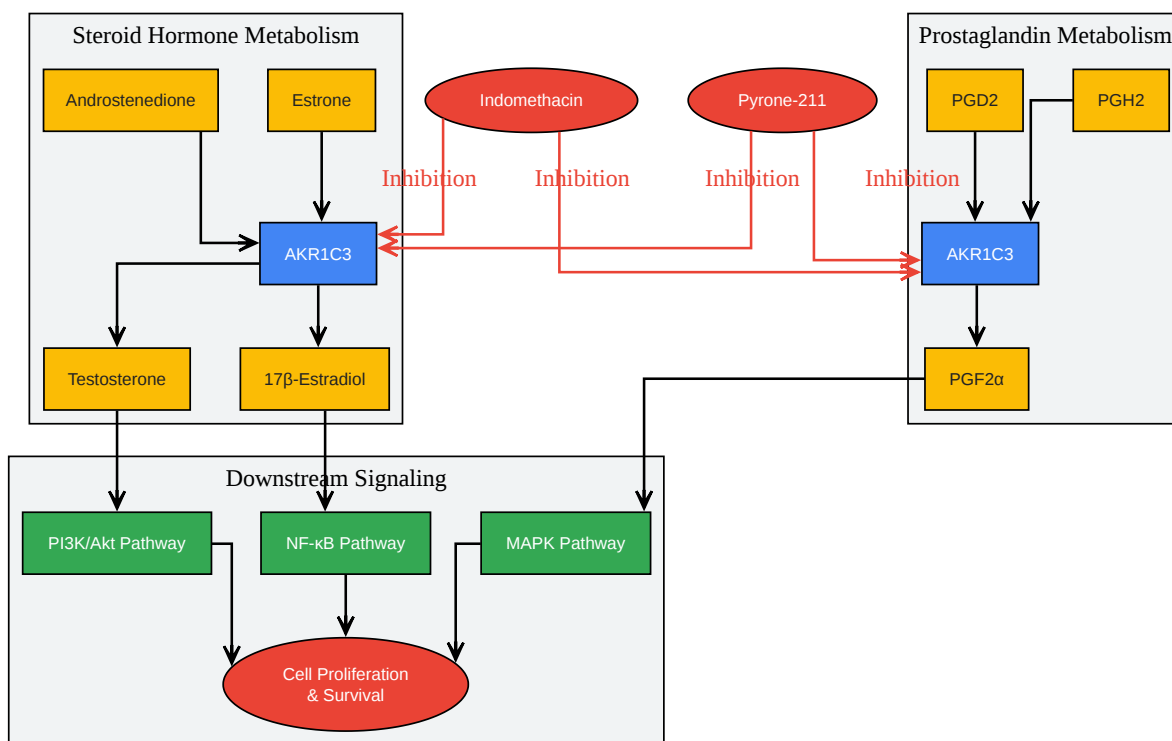 Steroid Hormone Metabolism
Prostaglandin Metabolism
Androstenedione
Estrone
Indomethacin
Pyrone-211
PGD2
PGH2
Inhibition
Inhibition
Inhibition
Inhibition
AKR1C3
AKR1C3
Testosterone
17β-Estradiol
PGF2α
Downstream Signaling
PI3K/Akt Pathway
NF-κB Pathway
MAPK Pathway
Cell Proliferation
& Survival